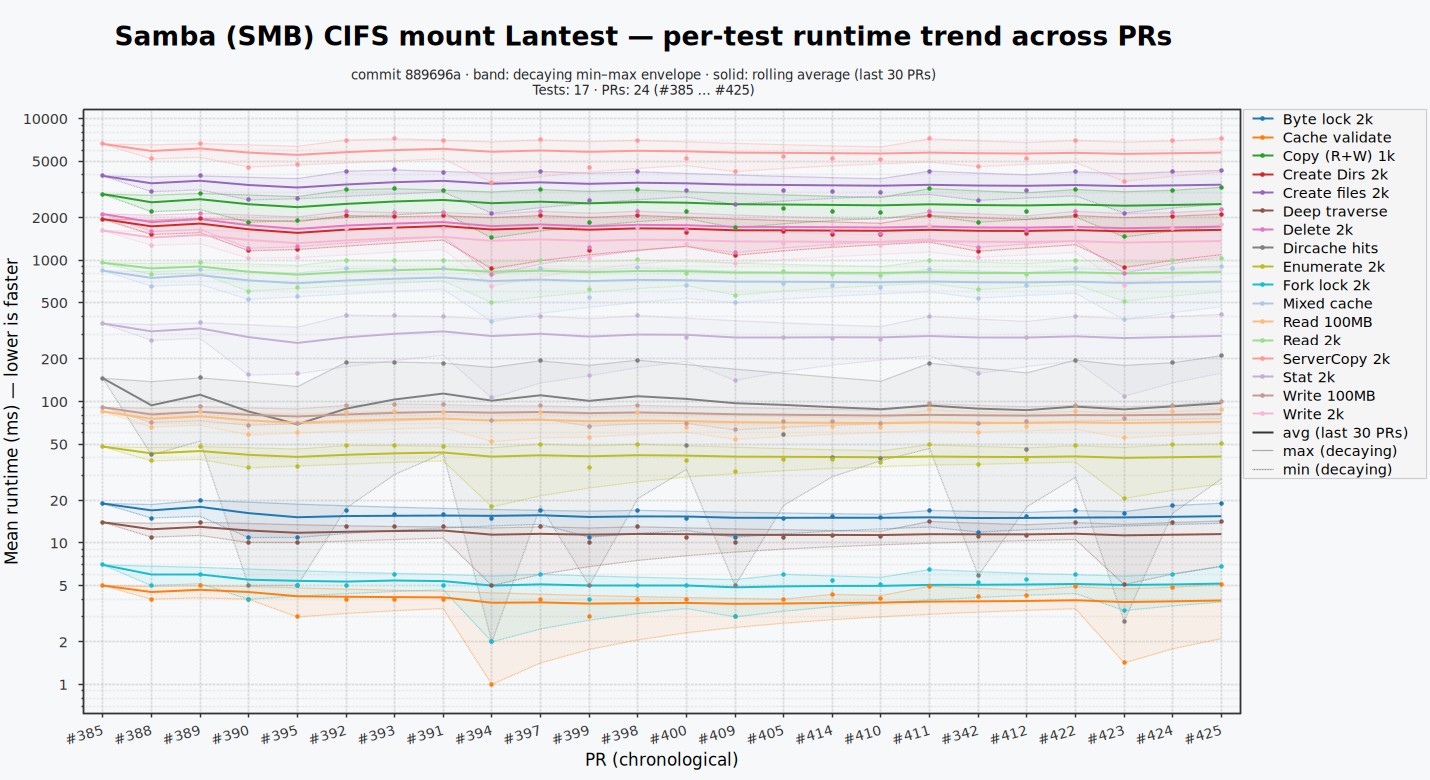 Samba (SMB) CIFS mount Lantest — per-test runtime trend across PRs
commit 889696a · band: decaying min–max envelope · solid: rolling average (last 30 PRs)
Tests: 17 · PRs: 24 (#385 … #425)
Mean runtime (ms) — lower is faster
10000
5000
2000
1000
500
200
100
50
20
10
5
2
1
#385 #388 #389 #390 #395 #392 #393 #391 #394 #397 #399 #398 #400 #409 #405 #414 #410 #411 #342 #412 #422 #423 #424 #425
PR (chronological)
Byte lock 2k
Cache validate
Copy (R+W) 1k
Create Dirs 2k
Create files 2k
Deep traverse
Delete 2k
Dircache hits
Enumerate 2k
Fork lock 2k
Mixed cache
Read 100MB
Read 2k
ServerCopy 2k
Stat 2k
Write 100MB
Write 2k
avg (last 30 PRs)
max (decaying)
min (decaying)